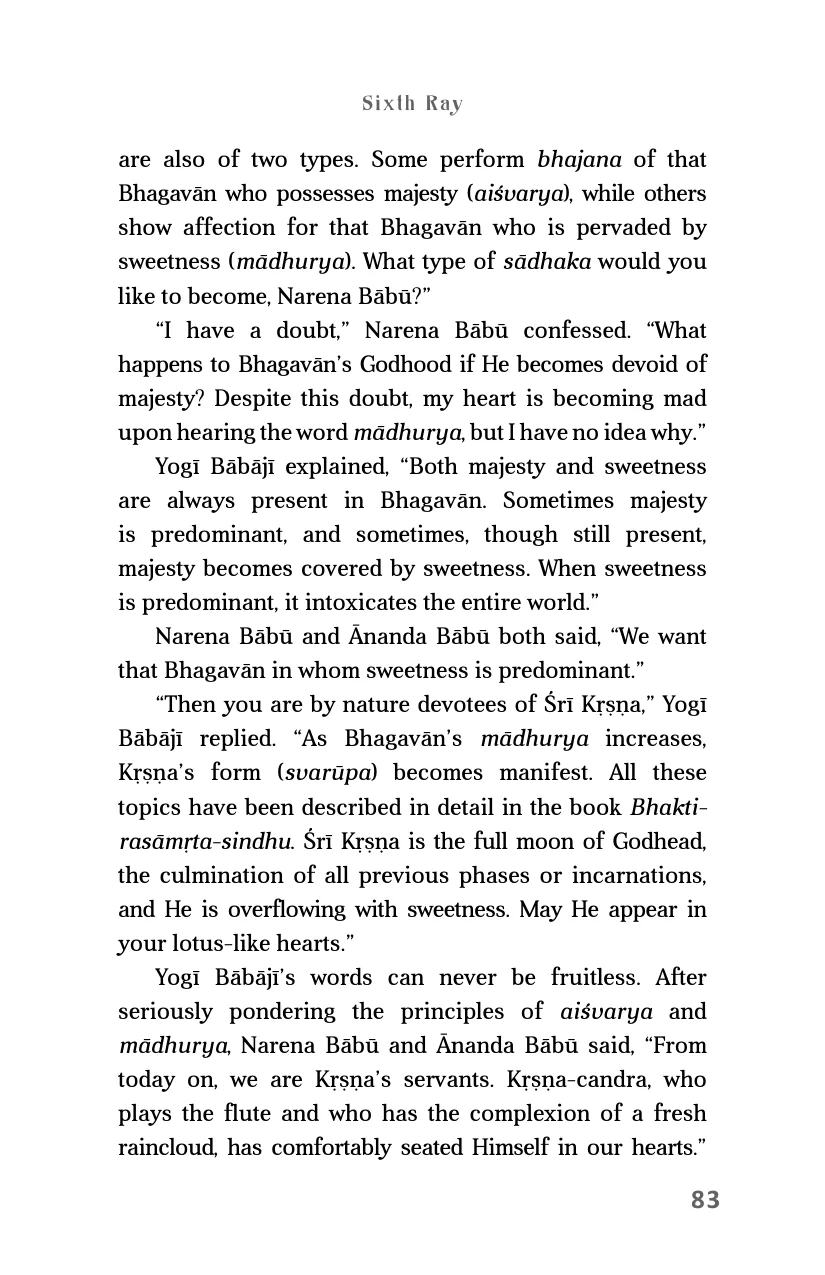 Sixth Ray
are also of two types. Some perform bhajana of that
Bhagavān who possesses majesty (aiśvarya), while others
show affection for that Bhagavān who is pervaded by
sweetness (mādhurya). What type of sādhaka would you
like to become, Narena Bābū?”
“I have a doubt,” Narena Bābū confessed. “What
happens to Bhagavān’s Godhood if He becomes devoid of
majesty? Despite this doubt, my heart is becoming mad
upon hearing the word mādhurya, but I have no idea why.”
Yogī Bābājī explained, “Both majesty and sweetness
are always present in Bhagavān. Sometimes majesty
is predominant, and sometimes, though still present,
majesty becomes covered by sweetness. When sweetness
is predominant, it intoxicates the entire world.”
Narena Bābū and Ānanda Bābū both said, “We want
that Bhagavān in whom sweetness is predominant.”
“Then you are by nature devotees of Śrī Kṛṣṇa,” Yogī
Bābājī replied. “As Bhagavān’s mādhurya increases,
Kṛṣṇa’s form (svarūpa) becomes manifest. All these
topics have been described in detail in the book Bhakti-
rasāmṛta-sindhu. Śrī Kṛṣṇa is the full moon of Godhead,
the culmination of all previous phases or incarnations,
and He is overflowing with sweetness. May He appear in
your lotus-like hearts.”
Yogī Bābājī’s words can never be fruitless. After
seriously pondering the principles of aiśvarya and
mādhurya, Narena Bābū and Ānanda Bābū said, “From
today on, we are Kṛṣṇa’s servants. Kṛṣṇa-candra, who
plays the flute and who has the complexion of a fresh
raincloud, has comfortably seated Himself in our hearts.”
83